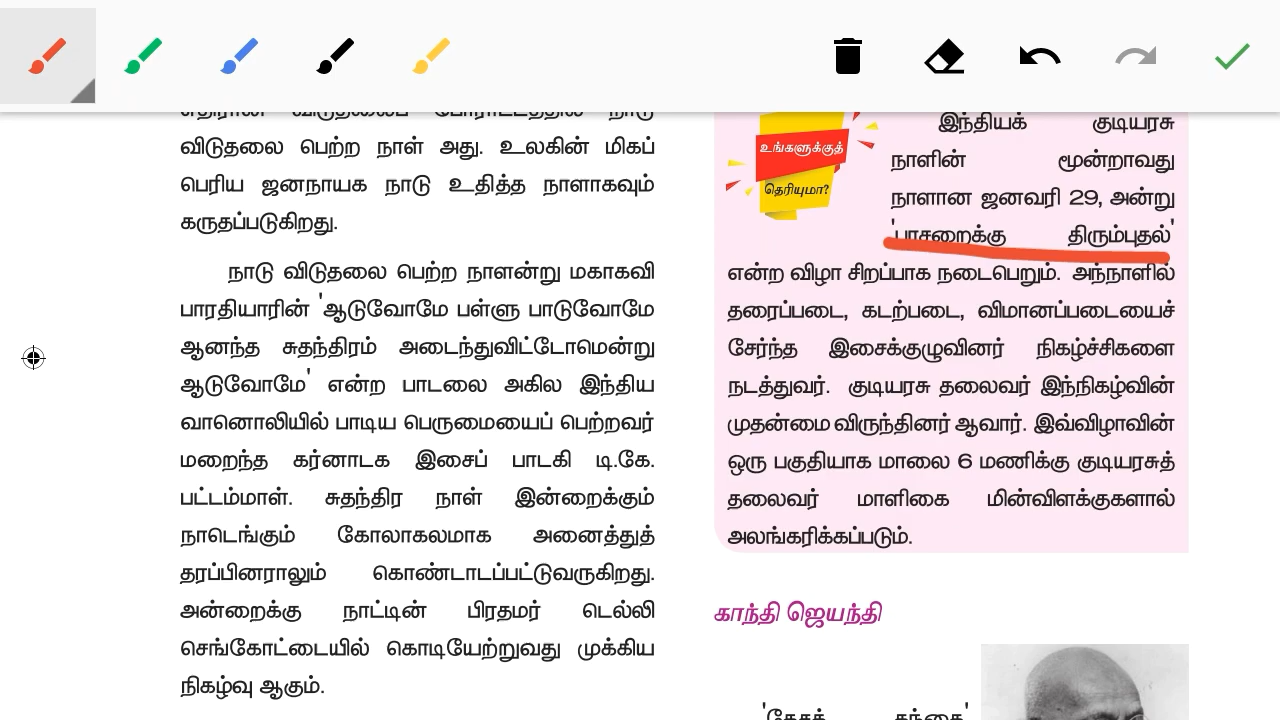 எதிரான விடுதலைப் போராட்டத்தில் நாடு
விடுதலை பெற்ற நாள் அது. உலகின் மிகப்
பெரிய ஜனநாயக நாடு உதித்த நாளாகவும்
கருதப்படுகிறது.
நாடு விடுதலை பெற்ற நாளன்று மகாகவி
பாரதியாரின் 'ஆடுவோமே பள்ளு பாடுவோமே
ஆனந்த சுதந்திரம் அடைந்துவிட்டோமென்று
ஆடுவோமே' என்ற பாடலை அகில இந்திய
வானொலியில் பாடிய பெருமையைப் பெற்றவர்
மறைந்த கர்னாடக இசைப் பாடகி டி.கே.
பட்டம்மாள். சுதந்திர நாள் இன்றைக்கும்
நாடெங்கும் கோலாகலமாக அனைத்துத்
தரப்பினராலும் கொண்டாடப்பட்டுவருகிறது.
அன்றைக்கு நாட்டின் பிரதமர் டெல்லி
செங்கோட்டையில் கொடியேற்றுவது முக்கிய
நிகழ்வு ஆகும்.
உங்களுக்குத்
தெரியுமா?
இந்தியக் குடியரசு
நாளின் மூன்றாவது
நாளான ஜனவரி 29, அன்று
'பாசறைக்கு திரும்புதல்'
என்ற விழா சிறப்பாக நடைபெறும். அந்நாளில்
தரைப்படை, கடற்படை, விமானப்படையைச்
சேர்ந்த இசைக்குழுவினர் நிகழ்ச்சிகளை
நடத்துவர். குடியரசு தலைவர் இந்நிகழ்வின்
முதன்மை விருந்தினர் ஆவார். இவ்விழாவின்
ஒரு பகுதியாக மாலை 6 மணிக்கு குடியரசுத்
தலைவர் மாளிகை மின்விளக்குகளால்
அலங்கரிக்கப்படும்.
காந்தி ஜெயந்தி
'தேசத் தந்தை'